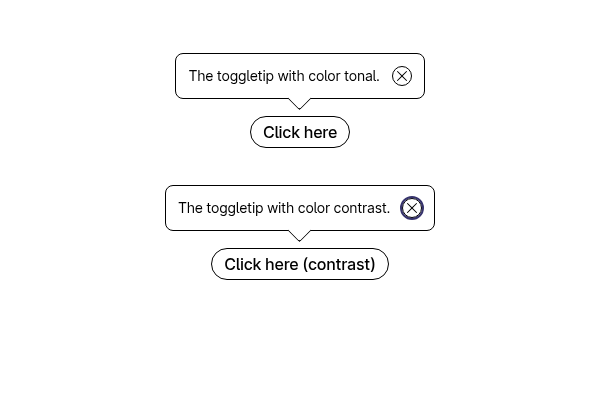 The toggletip with color tonal.
Click here
The toggletip with color contrast.
Click here (contrast)